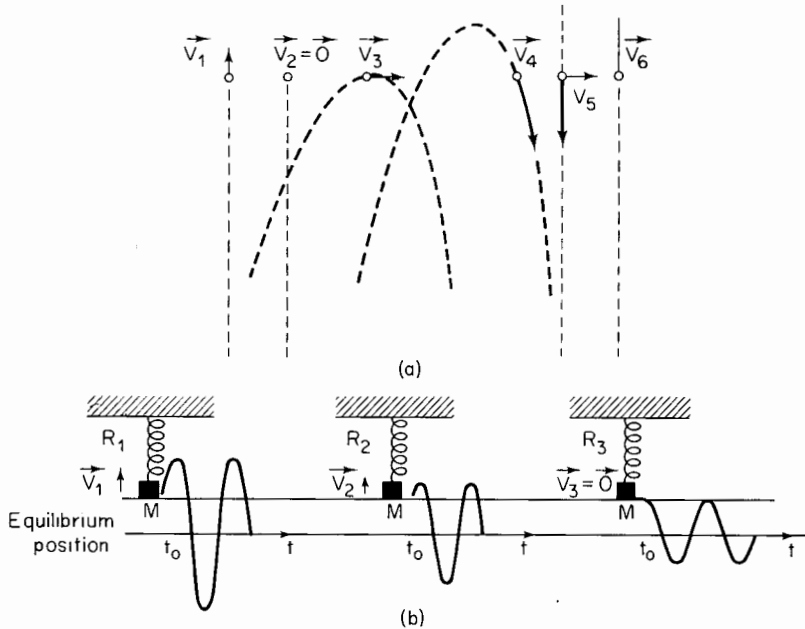 V₁ V₂=0 V₃ V₄ V₅ V₆
(a)
R₁ R₂ R₃
V₁ V₂ V₃=0
M M M
Equilibrium
position
t₀ t t₀ t t₀ t
(b)